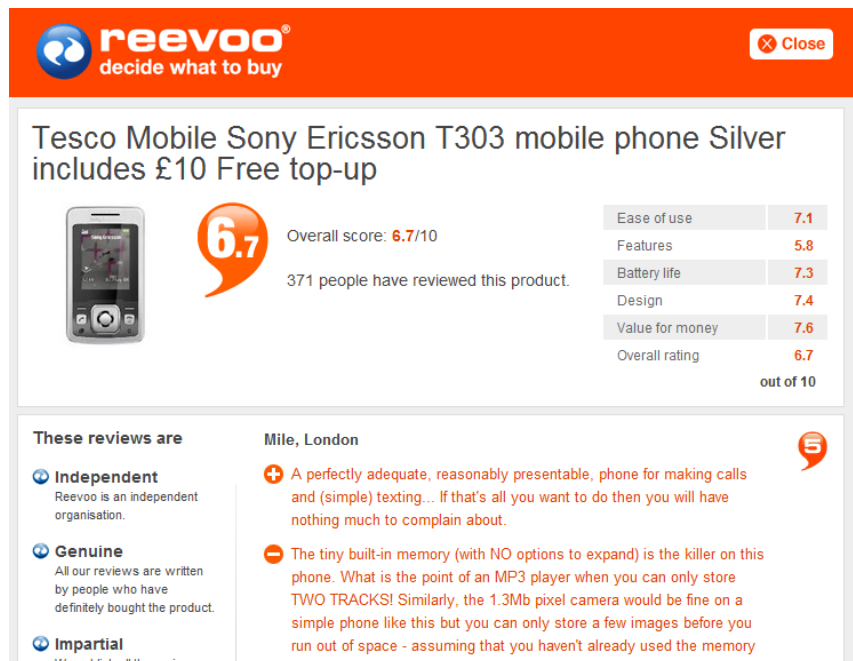 reevoo®
decide what to buy
Close
Tesco Mobile Sony Ericsson T303 mobile phone Silver
includes £10 Free top-up
6.7
Overall score: 6.7/10
371 people have reviewed this product.
Ease of use 7.1
Features 5.8
Battery life 7.3
Design 7.4
Value for money 7.6
Overall rating 6.7
out of 10
These reviews are
Independent
Reevoo is an independent
organisation.
Genuine
All our reviews are written
by people who have
definitely bought the product.
Impartial
Mile, London
5
A perfectly adequate, reasonably presentable, phone for making calls
and (simple) texting... If that's all you want to do then you will have
nothing much to complain about.
The tiny built-in memory (with NO options to expand) is the killer on this
phone. What is the point of an MP3 player when you can only store
TWO TRACKS! Similarly, the 1.3Mb pixel camera would be fine on a
simple phone like this but you can only store a few images before you
run out of space - assuming that you haven't already used the memory